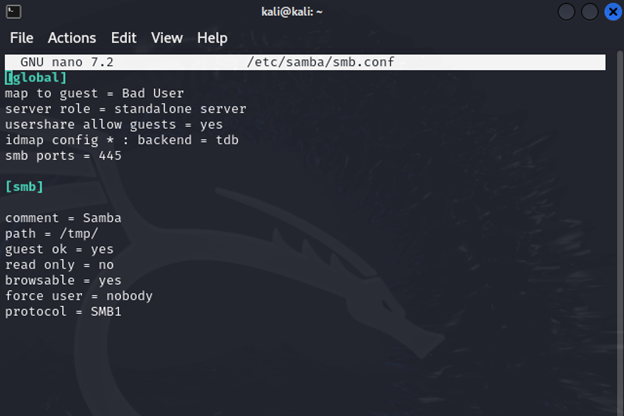 kali@kali: ~
File Actions Edit View Help
GNU nano 7.2 /etc/samba/smb.conf
[global]
map to guest = Bad User
server role = standalone server
usershare allow guests = yes
idmap config * : backend = tdb
smb ports = 445
[smb]
comment = Samba
path = /tmp/
guest ok = yes
read only = no
browsable = yes
force user = nobody
protocol = SMB1